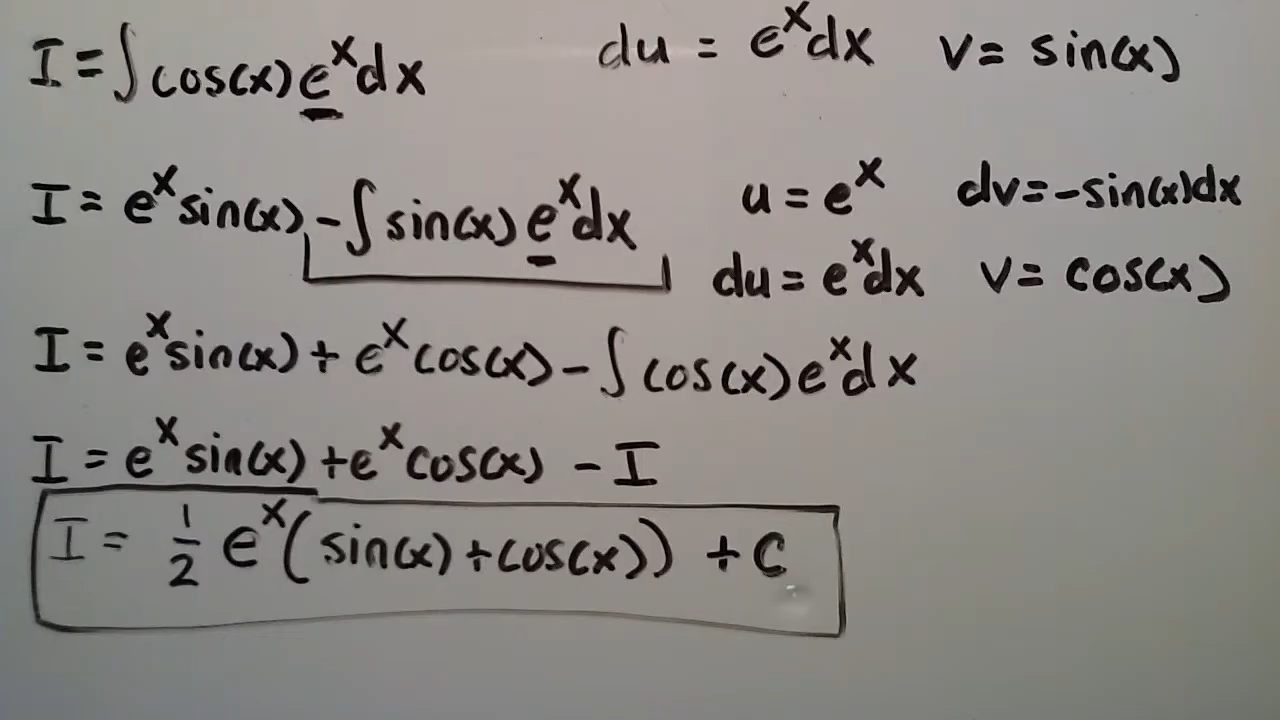 I = ∫ cos(x) e^x dx
du = e^x dx v = sin(x)
I = e^x sin(x) - ∫ sin(x) e^x dx
u = e^x dv = -sin(x)dx
du = e^x dx v = cos(x)
I = e^x sin(x) + e^x cos(x) - ∫ cos(x) e^x dx
I = e^x sin(x) + e^x cos(x) - I
I = 1/2 e^x (sin(x) + cos(x)) + C